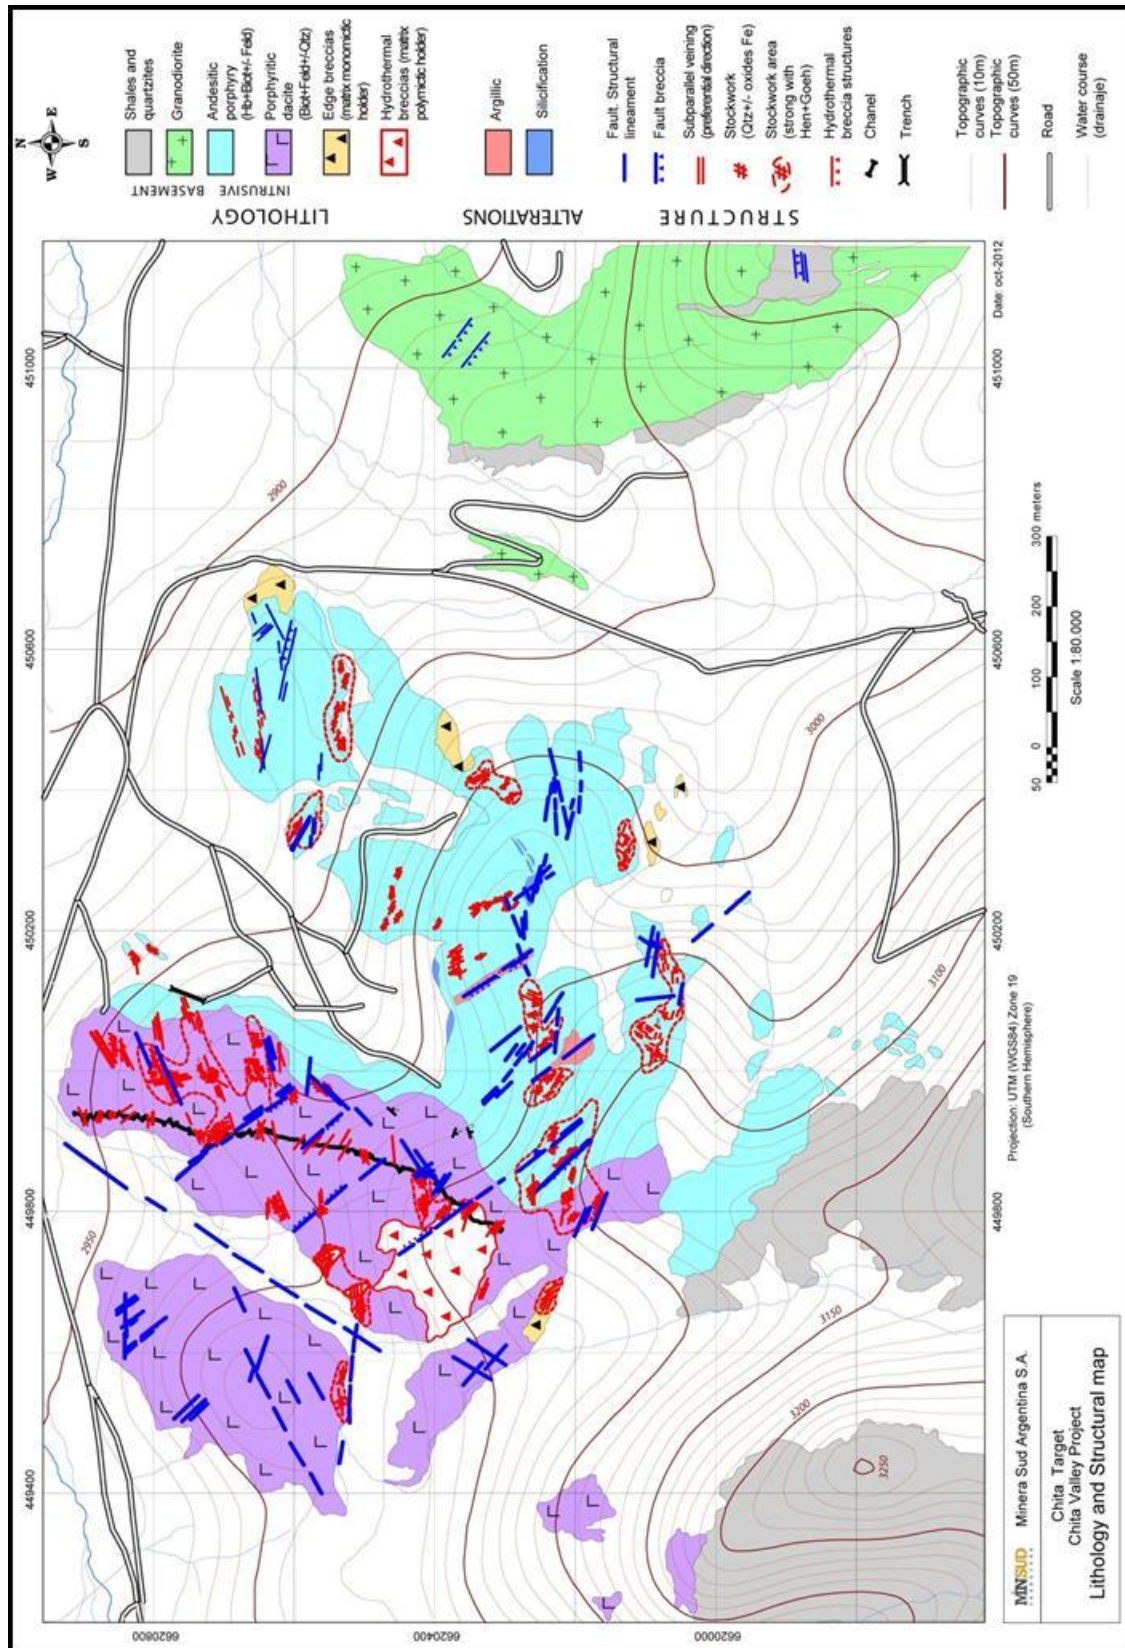 N
W E
S
LITHOLOGY
BASEMENT
INTRUSIVE
Shales and
quartzites
Granodiorite
Andesitic
porphyry
(Hb+Biot+/- Feld)
Porphyritic
dacite
(Biot+Feld+/-Qtz)
Edge breccias
(matrix monomictic
holder)
Hydrothermal
breccias (matrix
polymictic holder)
ALTERATIONS
Argillic
Silicification
STRUCTURE
Fault. Structural
lineament
Fault breccia
Subparallel veining
(preferential direction)
Stockwork
(Qtz+/- oxides Fe)
Stockwork area
(strong with
Hen+Goeh)
Hydrothermal
breccia structures
Chanel
Trench
Topographic
curves (10m)
Topographic
curves (50m)
Road
Water course
(drainaje)
449400
449800
450200
450600
451000
6620800
6620400
6620000
449800
450200
450600
451000
2900
2950
3000
3100
3150
3200
3250
Date: oct-2012
50 0 100 200 300 meters
Scale 1:80.000
Projection: UTM (WGS84) Zone 19
(Southern Hemisphere)
MNSUD
Minera Sud Argentina S.A.
Chita Target
Chita Valley Project
Lithology and Structural map